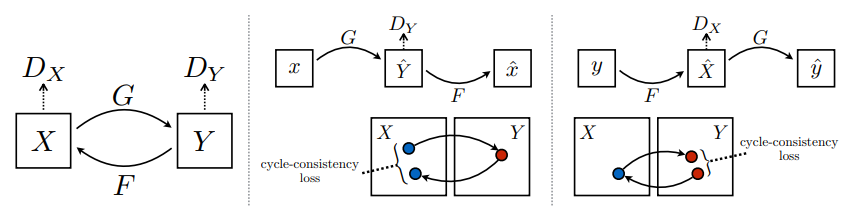 D_X
D_Y
G
X
Y
F
D_Y
G
x
Ŷ
x̂
F
X
Y
cycle-consistency
loss
D_X
G
y
X̂
ŷ
F
X
Y
cycle-consistency
loss